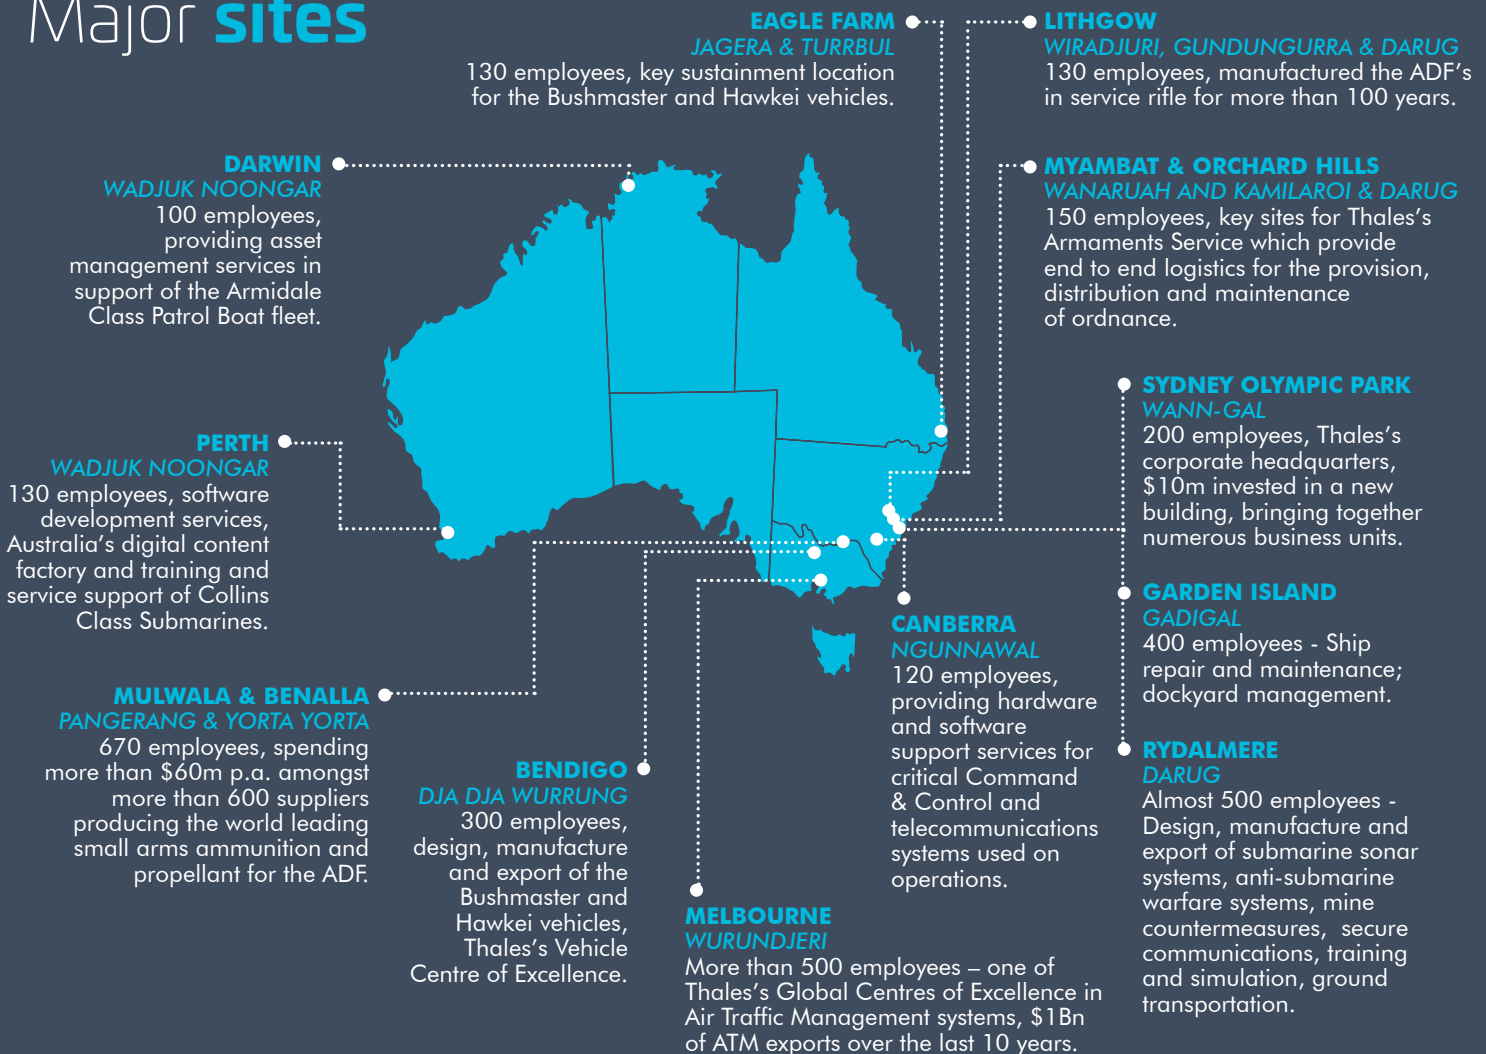 Major sites
EAGLE FARM
JAGERA & TURRBUL
130 employees, key sustainment location
for the Bushmaster and Hawkei vehicles.
LITHGOW
WIRADJURI, GUNDUNGURRA & DARUG
130 employees, manufactured the ADF's
in service rifle for more than 100 years.
DARWIN
WADJUK NOONGAR
100 employees,
providing asset
management services in
support of the Armidale
Class Patrol Boat fleet.
MYAMBAT & ORCHARD HILLS
WANARUAH AND KAMILAROI & DARUG
150 employees, key sites for Thales's
Armaments Service which provide
end to end logistics for the provision,
distribution and maintenance
of ordnance.
SYDNEY OLYMPIC PARK
WANN-GAL
200 employees, Thales's
corporate headquarters,
$10m invested in a new
building, bringing together
numerous business units.
PERTH
WADJUK NOONGAR
130 employees, software
development services,
Australia's digital content
factory and training and
service support of Collins
Class Submarines.
GARDEN ISLAND
GADIGAL
400 employees - Ship
repair and maintenance;
dockyard management.
CANBERRA
NGUNNAWAL
120 employees,
providing hardware
and software
support services for
critical Command
& Control and
telecommunications
systems used on
operations.
MULWALA & BENALLA
PANGERANG & YORTA YORTA
670 employees, spending
more than $60m p.a. amongst
more than 600 suppliers
producing the world leading
small arms ammunition and
propellant for the ADF.
BENDIGO
DJA DJA WURRUNG
300 employees,
design, manufacture
and export of the
Bushmaster and
Hawkei vehicles,
Thales's Vehicle
Centre of Excellence.
RYDALMERE
DARUG
Almost 500 employees -
Design, manufacture and
export of submarine sonar
systems, anti-submarine
warfare systems, mine
countermeasures, secure
communications, training
and simulation, ground
transportation.
MELBOURNE
WURUNDJERI
More than 500 employees – one of
Thales's Global Centres of Excellence in
Air Traffic Management systems, $1Bn
of ATM exports over the last 10 years.